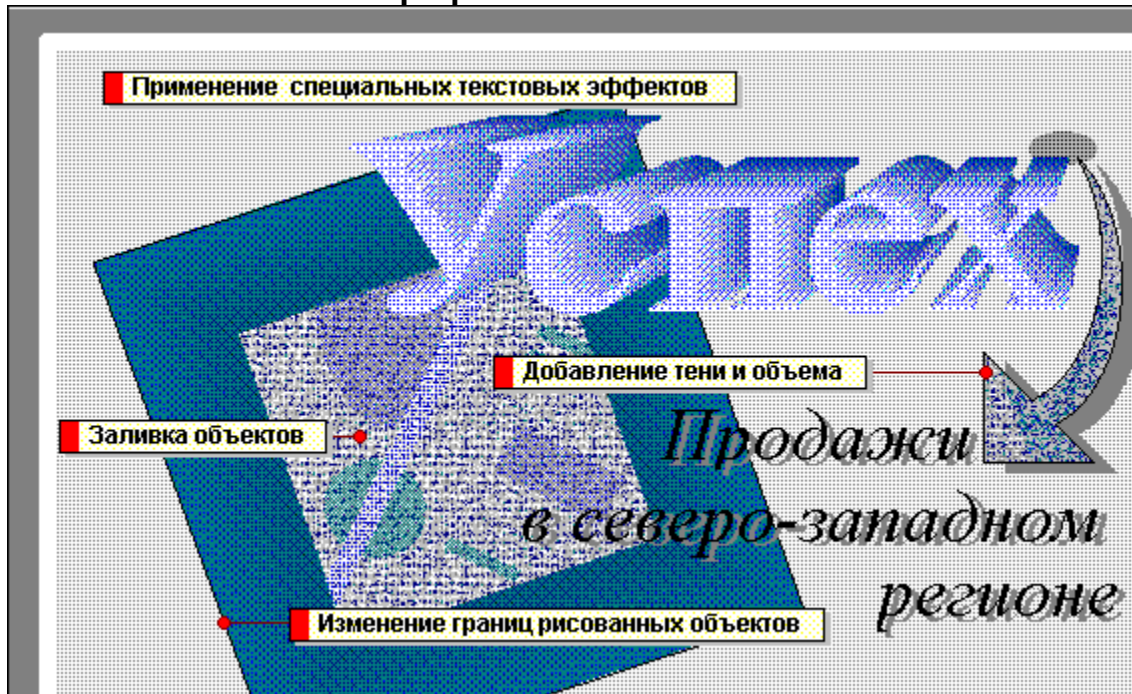 Применение специальных текстовых эффектов
Успех
Добавление тени и объема
Заливка объектов
Продажи
в северо-западном
регионе
Изменение границ рисованных объектов